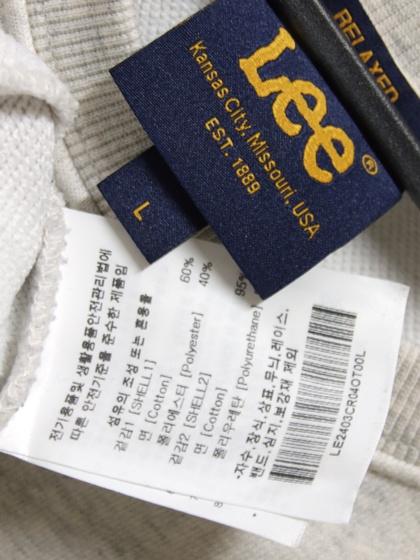 RELAXED
Lee®
Kansas City, Missouri, USA
EST. 1889
L
전기용품및 생활용품안전관리법에
따른 안전기준을 준수한 제품임
섬유의 조성 또는 혼용률
겉감1 [SHELL1]
면 [Cotton] 60%
폴리에스터 [Polyester] 40%
겉감2 [SHELL2]
면 [Cotton] 95%
폴리우레탄 [Polyurethane]
*자수,장식,상표,무늬,레이스,
밴드,심지,보강재 제외
LE2403CR04OT00L